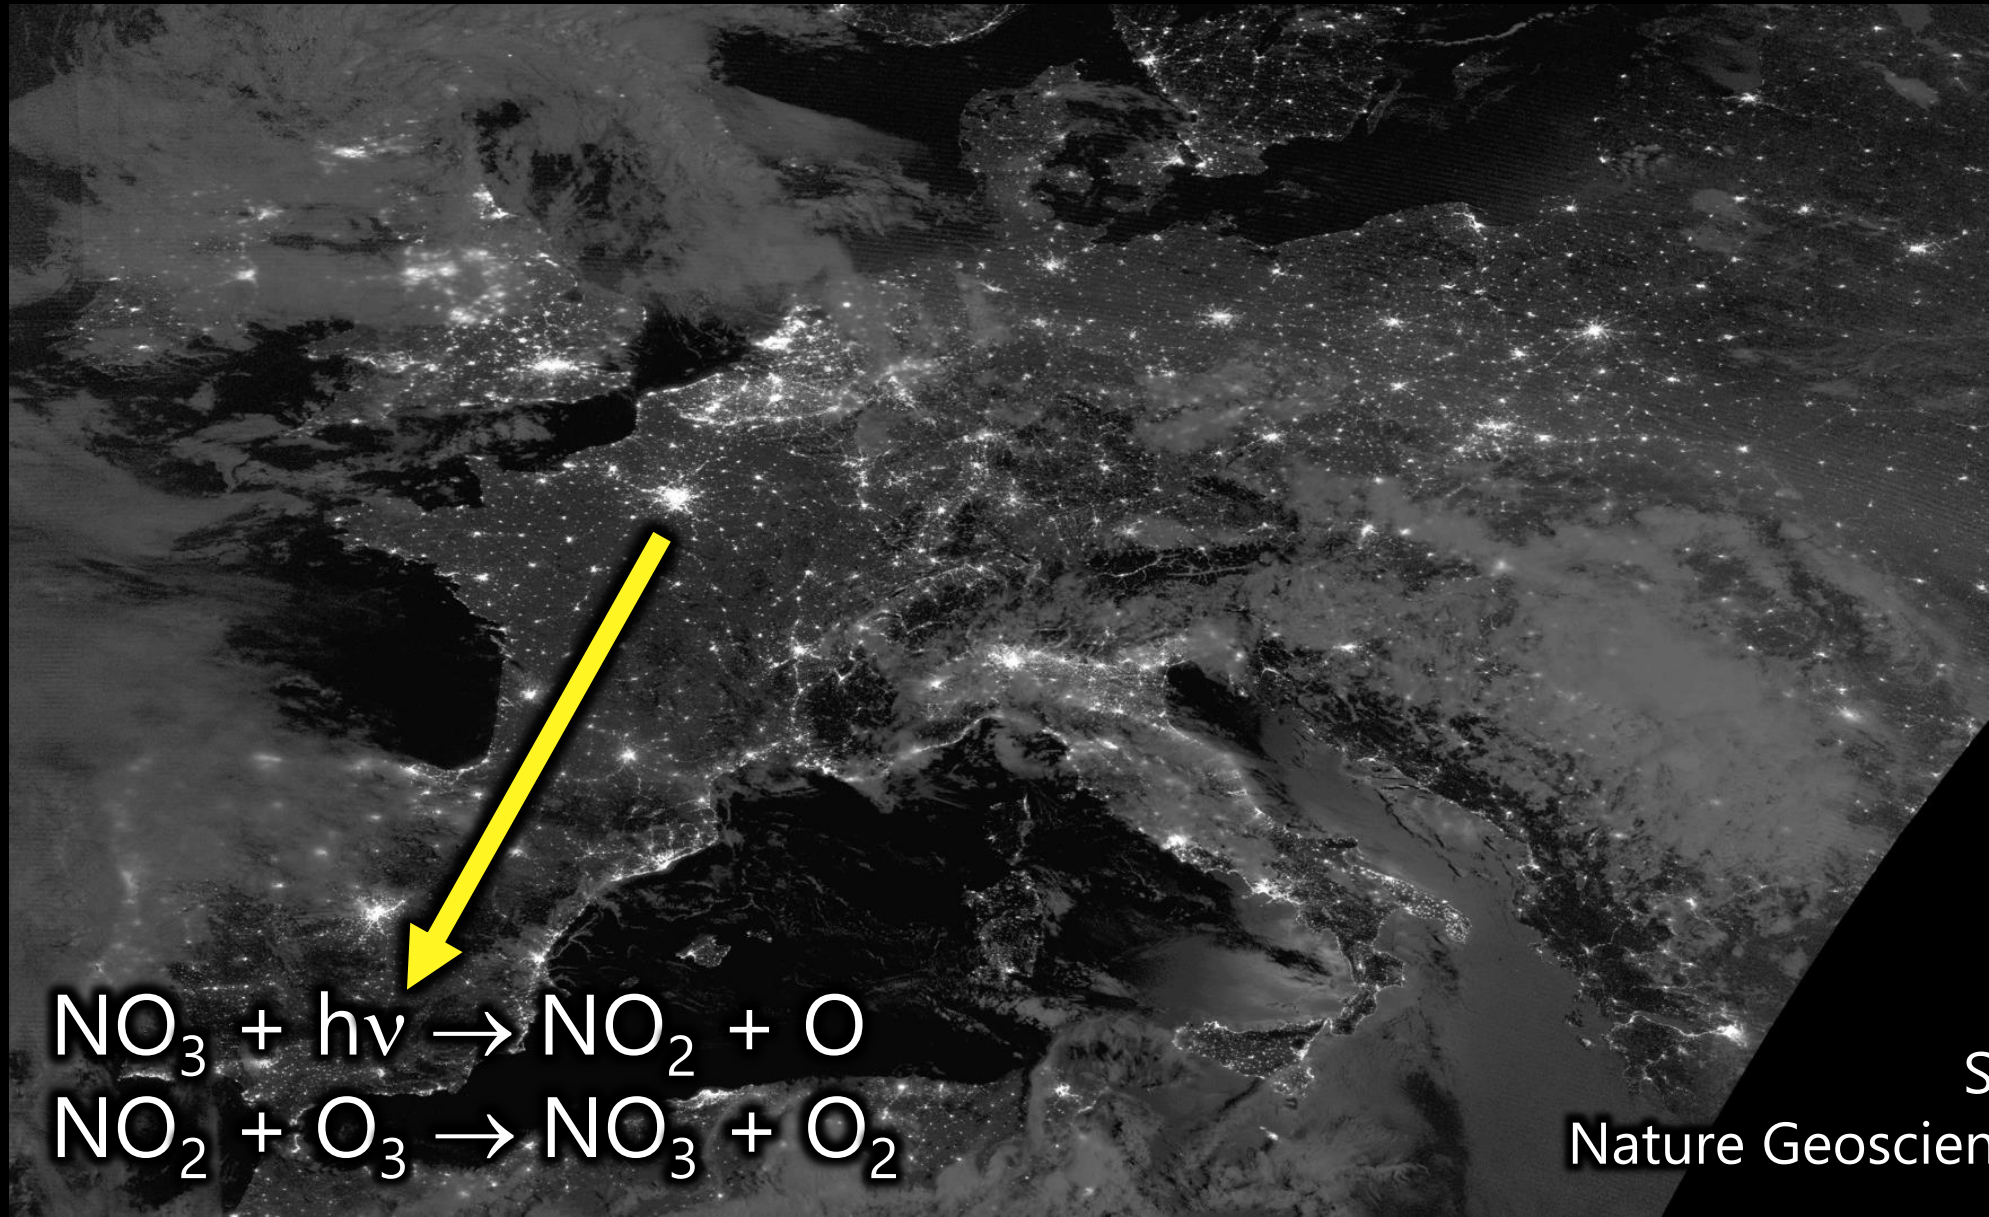 NO₃ + hν → NO₂ + O
NO₂ + O₃ → NO₃ + O₂
S
Nature Geoscien